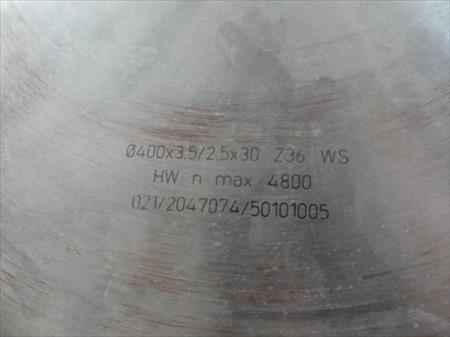 Ø400x3.5/2.5x30 Z36 WS
HW n max 4800
021/2047074/50101005